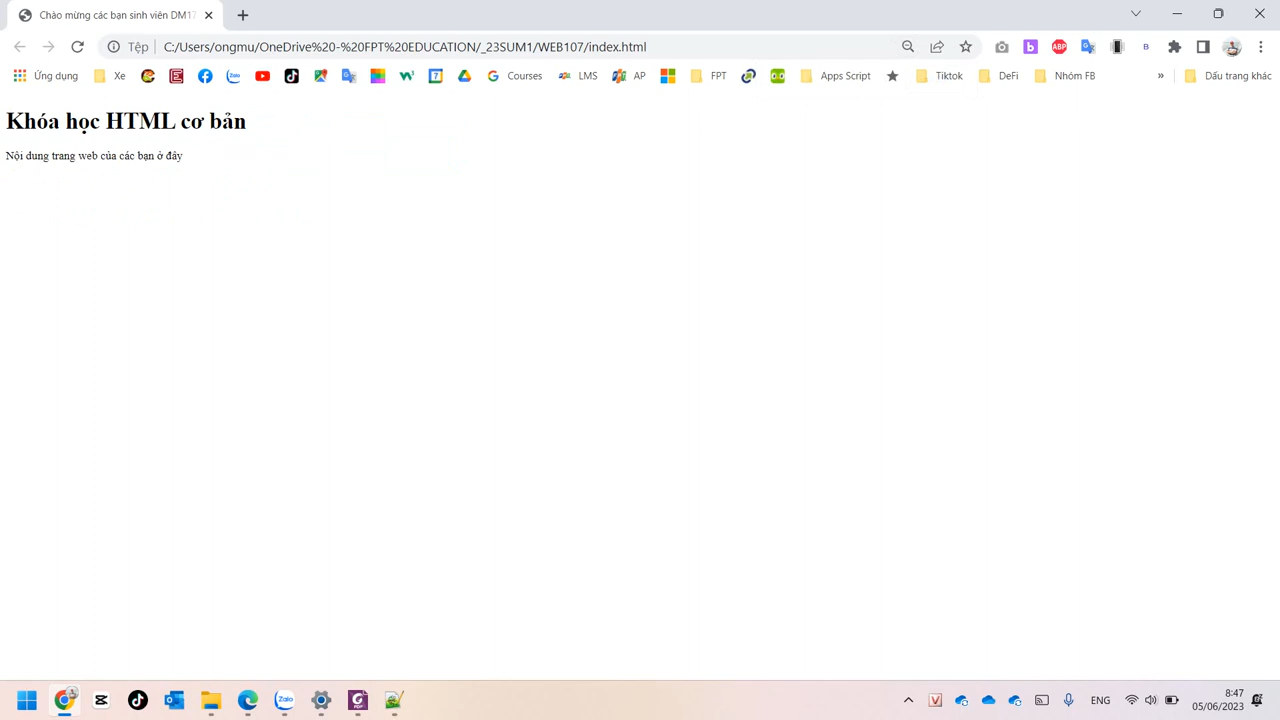 Chào mừng các bạn sinh viên DM17
Tệp
C:/Users/ongmu/OneDrive%20-%20FPT%20EDUCATION/_23SUM1/WEB107/index.html
Ứng dụng
Xe
Courses
LMS
AP
FPT
Apps Script
Tiktok
DeFi
Nhóm FB
»
Dấu trang khác
Khóa học HTML cơ bản
Nội dung trang web của các bạn ở đây
ENG
8:47
05/06/2023